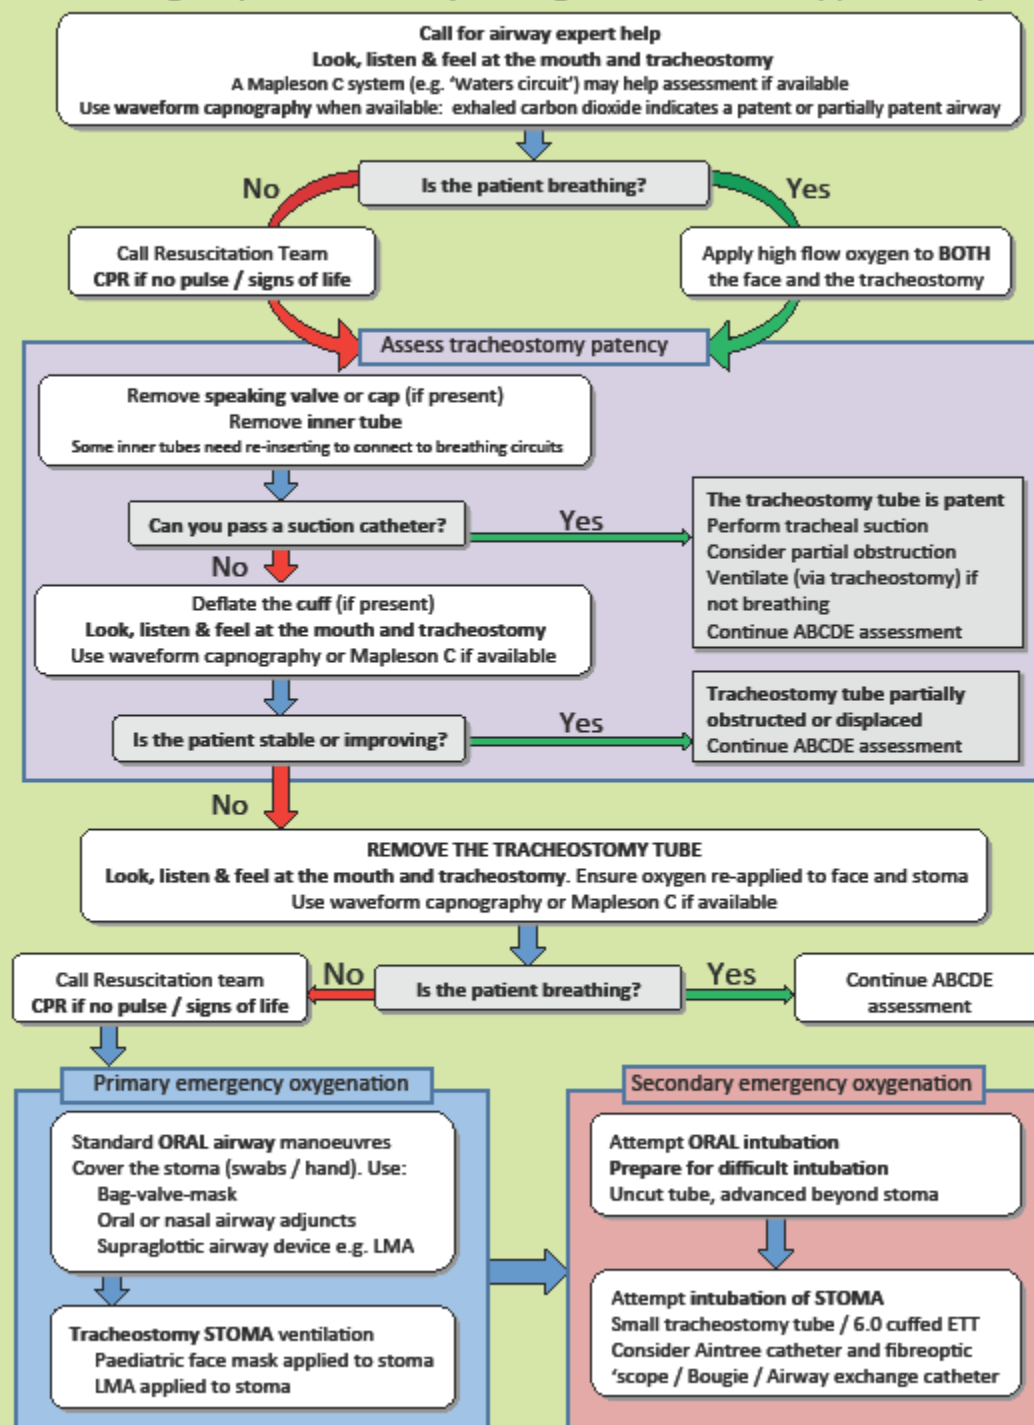 Call for airway expert help
Look, listen & feel at the mouth and tracheostomy
A Mapleson C system (e.g. ‘Waters circuit’) may help assessment if available
Use waveform capnography when available: exhaled carbon dioxide indicates a patent or partially patent airway
Is the patient breathing?
No
Yes
Call Resuscitation Team
CPR if no pulse / signs of life
Apply high flow oxygen to BOTH
the face and the tracheostomy
Assess tracheostomy patency
Remove speaking valve or cap (if present)
Remove inner tube
Some inner tubes need re-inserting to connect to breathing circuits
Can you pass a suction catheter?
Yes
The tracheostomy tube is patent
Perform tracheal suction
Consider partial obstruction
Ventilate (via tracheostomy) if
not breathing
Continue ABCDE assessment
No
Deflate the cuff (if present)
Look, listen & feel at the mouth and tracheostomy
Use waveform capnography or Mapleson C if available
Is the patient stable or improving?
Yes
Tracheostomy tube partially
obstructed or displaced
Continue ABCDE assessment
No
REMOVE THE TRACHEOSTOMY TUBE
Look, listen & feel at the mouth and tracheostomy. Ensure oxygen re-applied to face and stoma
Use waveform capnography or Mapleson C if available
Is the patient breathing?
No
Yes
Call Resuscitation team
CPR if no pulse / signs of life
Continue ABCDE
assessment
Primary emergency oxygenation
Standard ORAL airway manoeuvres
Cover the stoma (swabs / hand). Use:
Bag-valve-mask
Oral or nasal airway adjuncts
Supraglottic airway device e.g. LMA
Tracheostomy STOMA ventilation
Paediatric face mask applied to stoma
LMA applied to stoma
Secondary emergency oxygenation
Attempt ORAL intubation
Prepare for difficult intubation
Uncut tube, advanced beyond stoma
Attempt intubation of STOMA
Small tracheostomy tube / 6.0 cuffed ETT
Consider Aintree catheter and fibreoptic
‘scope / Bougie / Airway exchange catheter